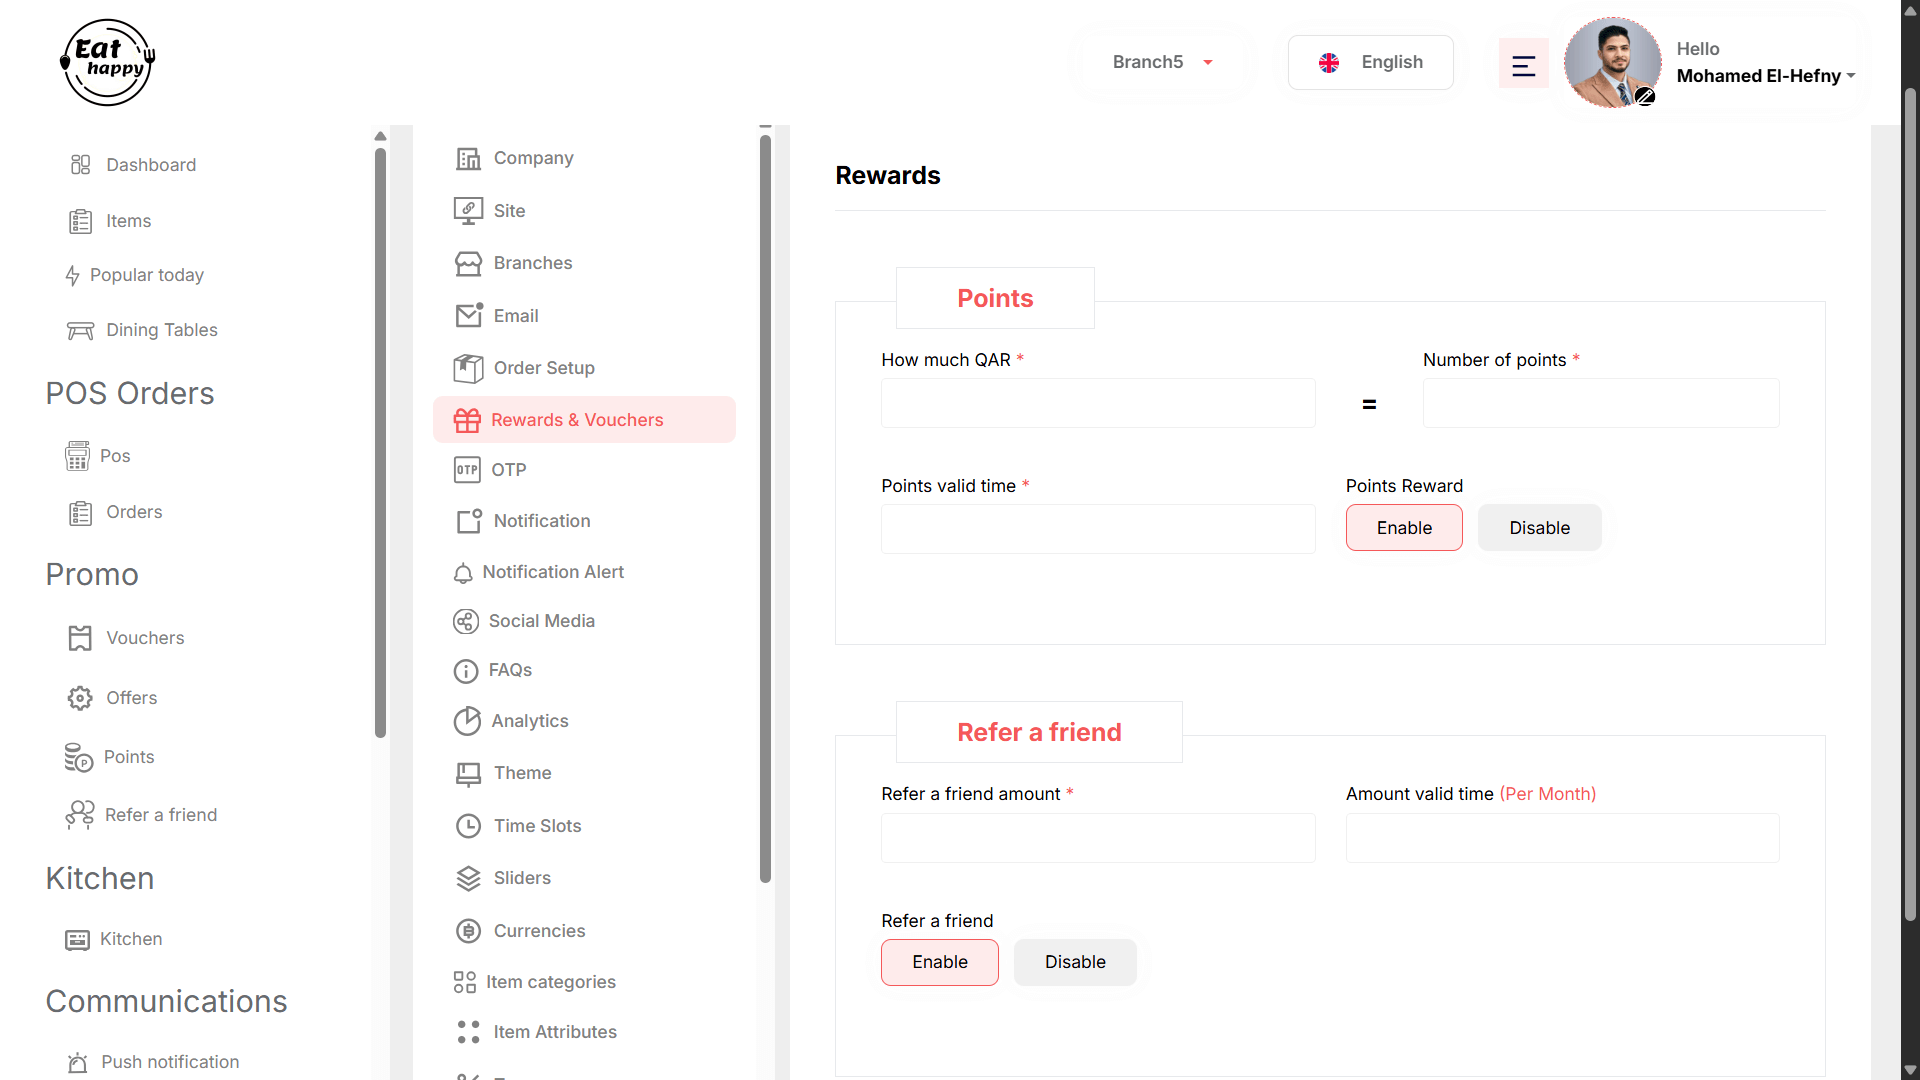 Eat
happy
Branch5
English
Hello
Mohamed El-Hefny
Dashboard
Items
Popular today
Dining Tables
POS Orders
Pos
Orders
Promo
Vouchers
Offers
Points
Refer a friend
Kitchen
Kitchen
Communications
Push notification
Company
Site
Branches
Email
Order Setup
Rewards & Vouchers
OTP OTP
Notification
Notification Alert
Social Media
FAQs
Analytics
Theme
Time Slots
Sliders
Currencies
Item categories
Item Attributes
Rewards
Points
How much QAR *
=
Number of points *
Points valid time *
Points Reward
Enable
Disable
Refer a friend
Refer a friend amount *
Amount valid time (Per Month)
Refer a friend
Enable
Disable